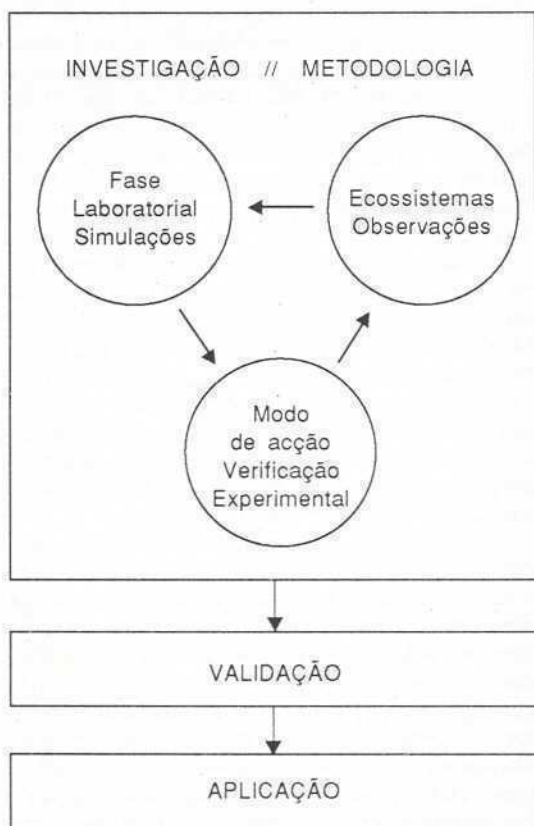 INVESTIGAÇÃO // METODOLOGIA
Fase
Laboratorial
Simulações
Ecossistemas
Observações
Modo
de acção
Verificação
Experimental
VALIDAÇÃO
APLICAÇÃO